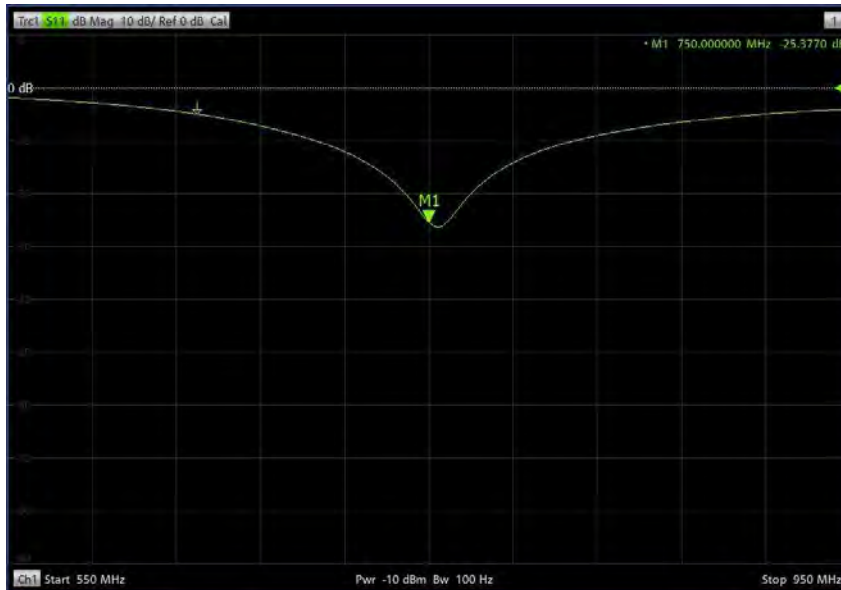 Trc1 S11 dB Mag 10 dB/ Ref 0 dB Cal
1
• M1 750.000000 MHz -25.3770 dB
0 dB
M1
Ch1 Start 550 MHz
Pwr -10 dBm Bw 100 Hz
Stop 950 MHz